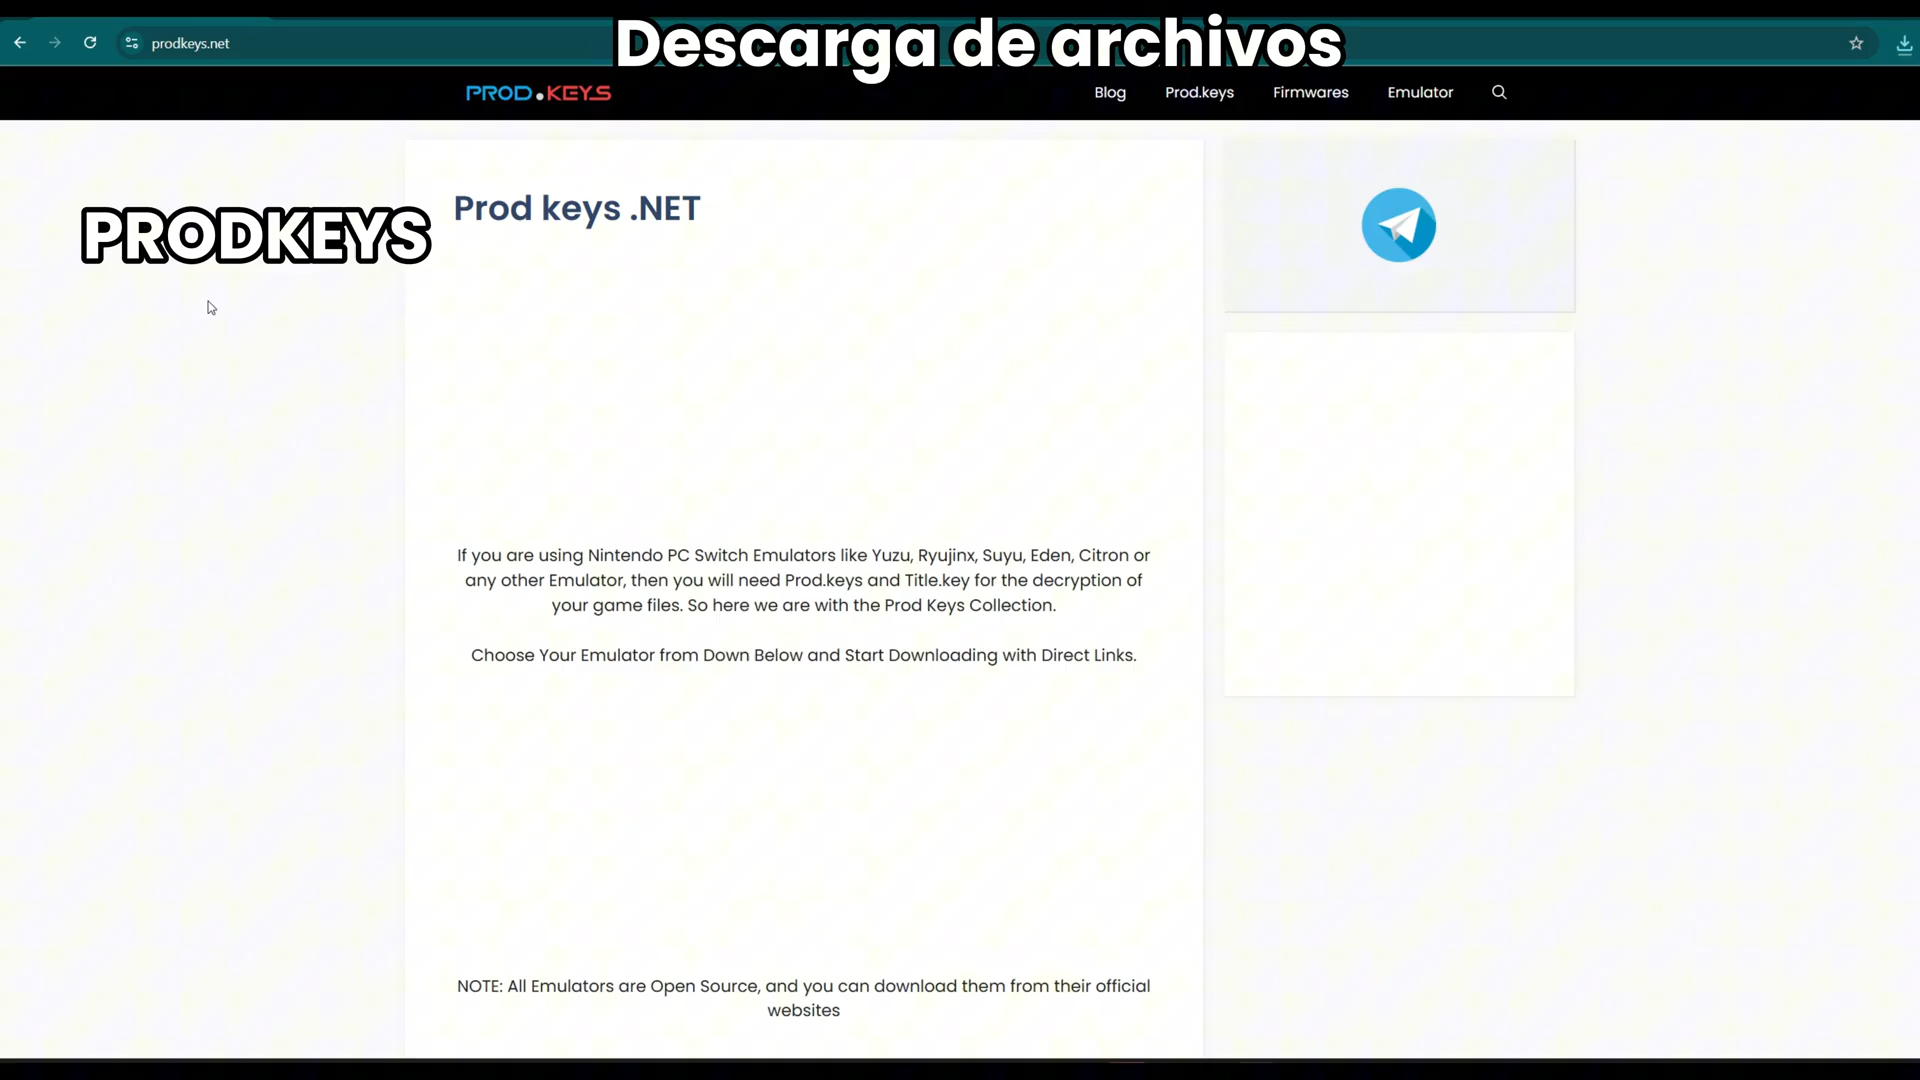 Descarga de archivos
prodkeys.net
PROD.KEYS
Blog
Prod.keys
Firmwares
Emulator
PRODKEYS
Prod keys .NET
If you are using Nintendo PC Switch Emulators like Yuzu, Ryujinx, Suyu, Eden, Citron or
any other Emulator, then you will need Prod.keys and Title.key for the decryption of
your game files. So here we are with the Prod Keys Collection.
Choose Your Emulator from Down Below and Start Downloading with Direct Links.
NOTE: All Emulators are Open Source, and you can download them from their official
websites